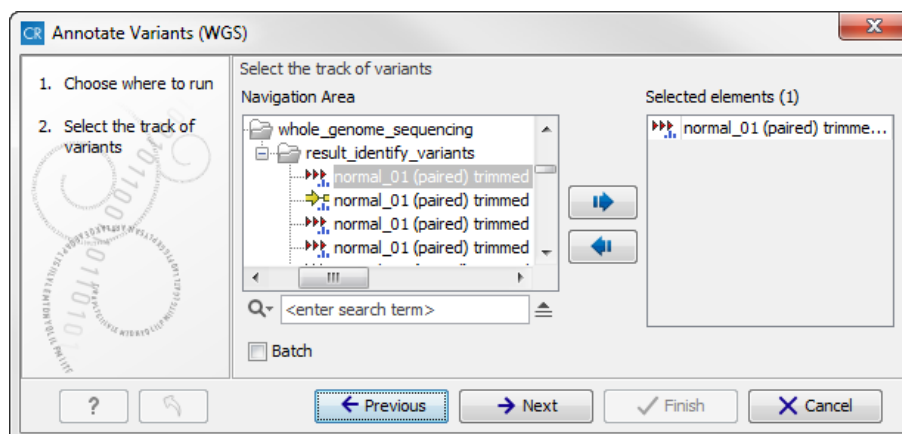 CR Annotate Variants (WGS)
X
1. Choose where to run
2. Select the track of
variants
Select the track of variants
Navigation Area
whole_genome_sequencing
result_identify_variants
normal_01 (paired) trimmed
normal_01 (paired) trimmed
normal_01 (paired) trimmed
normal_01 (paired) trimmed
<enter search term>
Batch
Selected elements (1)
normal_01 (paired) trimme...
?
Previous
Next
Finish
Cancel